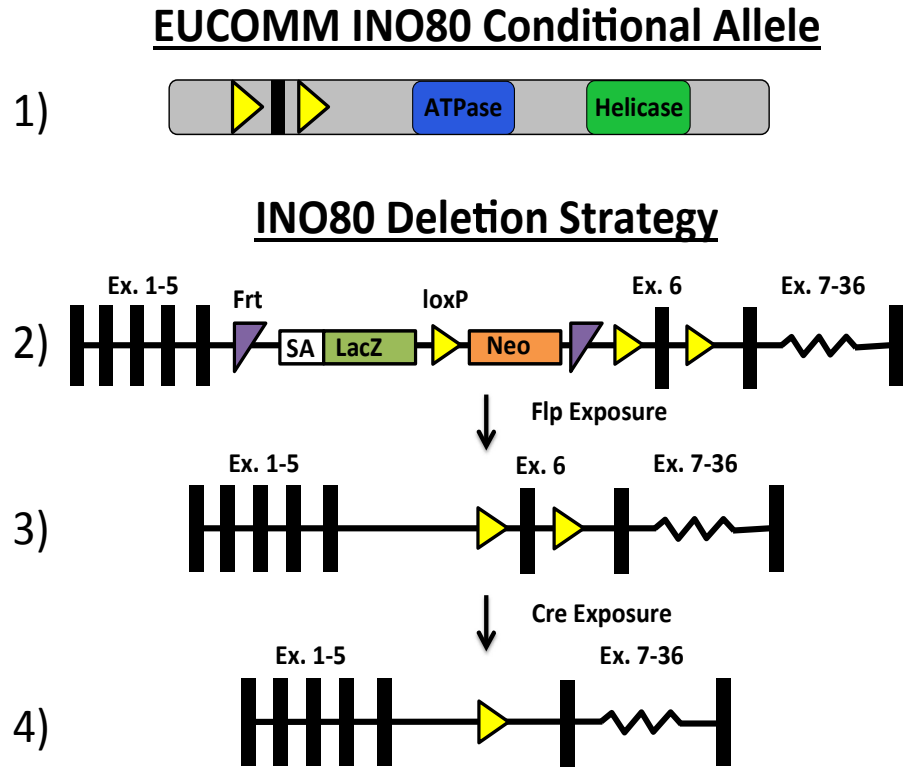 EUCOMM INO80 Conditional Allele
1)
ATPase Helicase
INO80 Deletion Strategy
Ex. 1-5 Frt loxP Ex. 6 Ex. 7-36
2)
SA LacZ Neo
Flp Exposure
Ex. 1-5 Ex. 6 Ex. 7-36
3)
Cre Exposure
Ex. 1-5 Ex. 7-36
4)